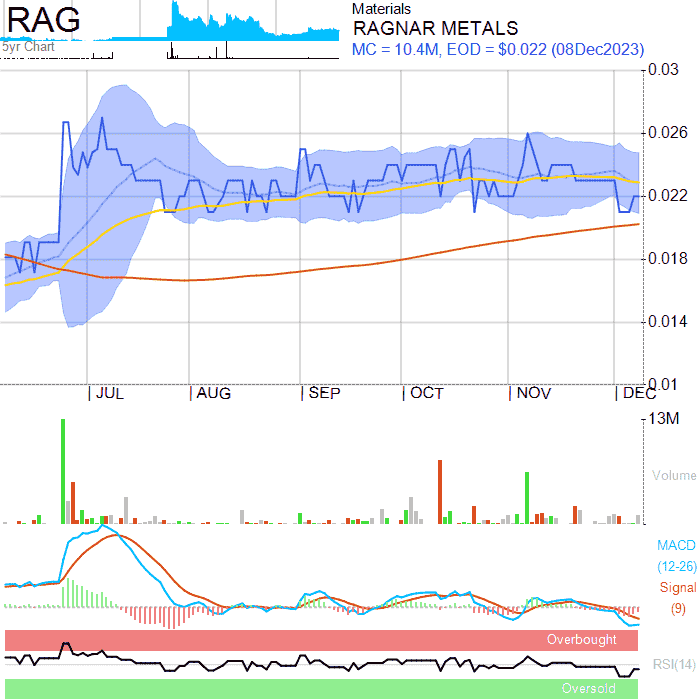 RAG
5yr Chart
Materials
RAGNAR METALS
MC = 10.4M, EOD = $0.022 (08Dec2023)
0.03
0.026
0.022
0.018
0.014
0.01
JUL AUG SEP OCT NOV DEC
13M
Volume
MACD
(12-26)
Signal
(9)
Overbought
RSI(14)
Oversold